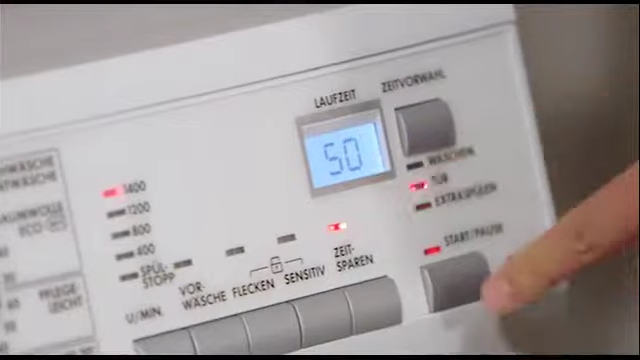 LAUFZEIT
ZEITVORWAHL
50
WASCHEN
TÜR
EXTRASPÜLEN
START/PAUSE
1400
1200
800
400
SPÜL-
STOPP
U/MIN.
VOR-
WÄSCHE
FLECKEN
SENSITIV
ZEIT-
SPAREN
ECO
PFLEGE-
LEICHT